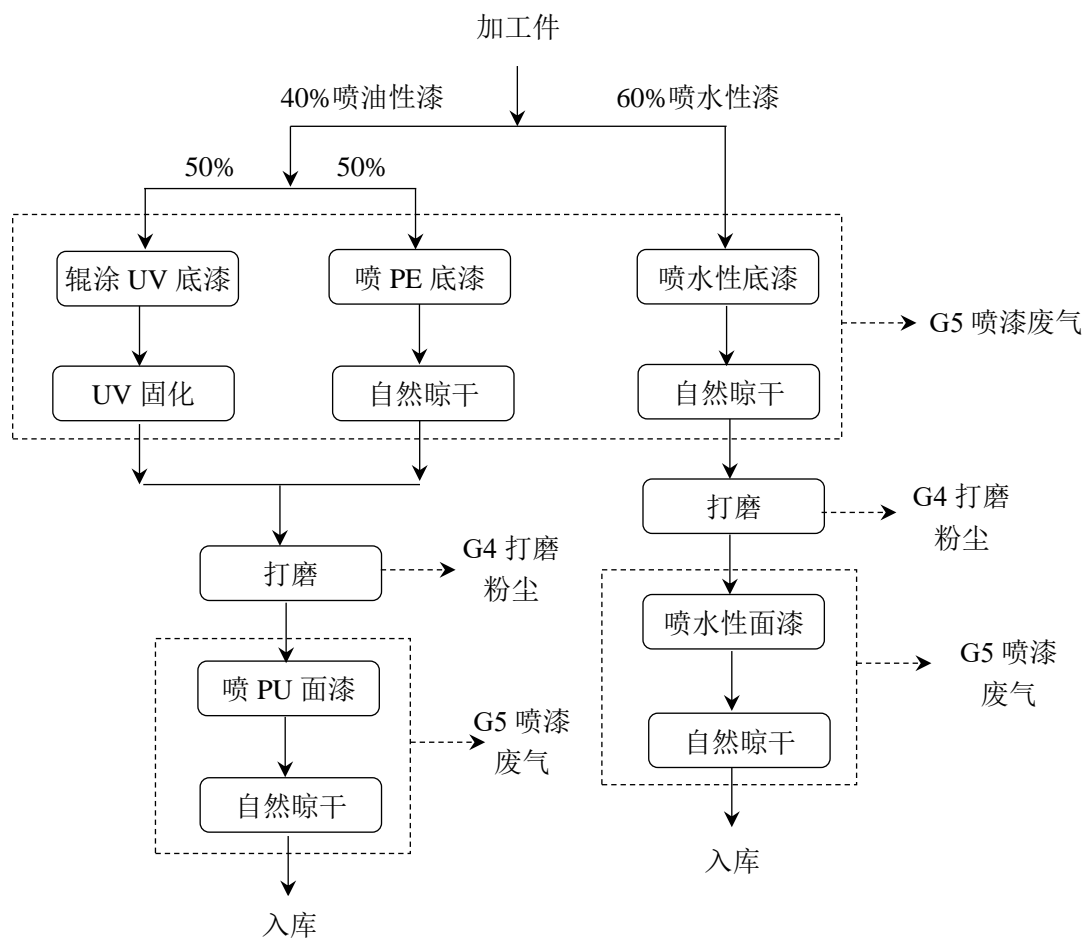 加工件
40%喷油性漆
60%喷水性漆
50%
50%
辊涂 UV 底漆
喷 PE 底漆
喷水性底漆
G5 喷漆废气
UV 固化
自然晾干
自然晾干
打磨
G4 打磨
粉尘
打磨
G4 打磨
粉尘
喷水性面漆
G5 喷漆
废气
喷 PU 面漆
G5 喷漆
废气
自然晾干
自然晾干
入库
入库